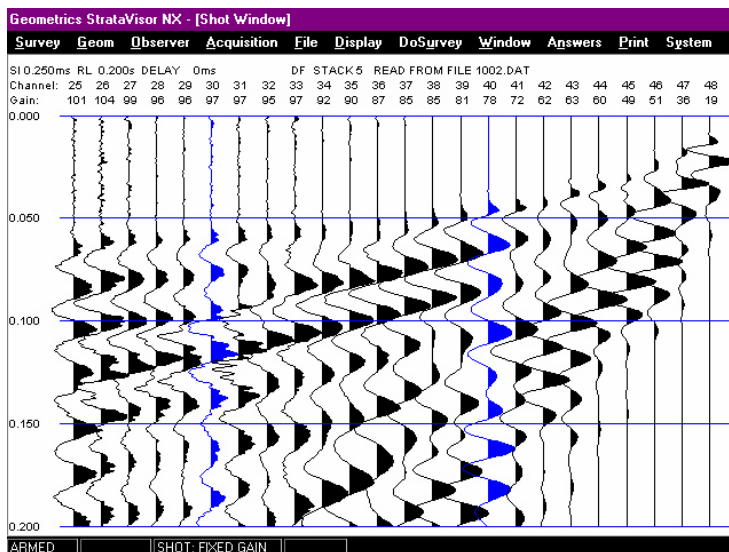 Geometrics StrataVisor NX - [Shot Window]
Survey Geom Observer Acquisition File Display DoSurvey Window Answers Print System
SI 0.250ms RL 0.200s DELAY 0ms DF STACK 5 READ FROM FILE 1002.DAT
Channel: 25 26 27 28 29 30 31 32 33 34 35 36 37 38 39 40 41 42 43 44 45 46 47 48
Gain: 101 104 99 96 96 97 97 95 97 92 90 87 85 85 81 78 72 62 63 60 49 51 36 19
0.000
0.050
0.100
0.150
0.200
ARMED SHOT: FIXED GAIN